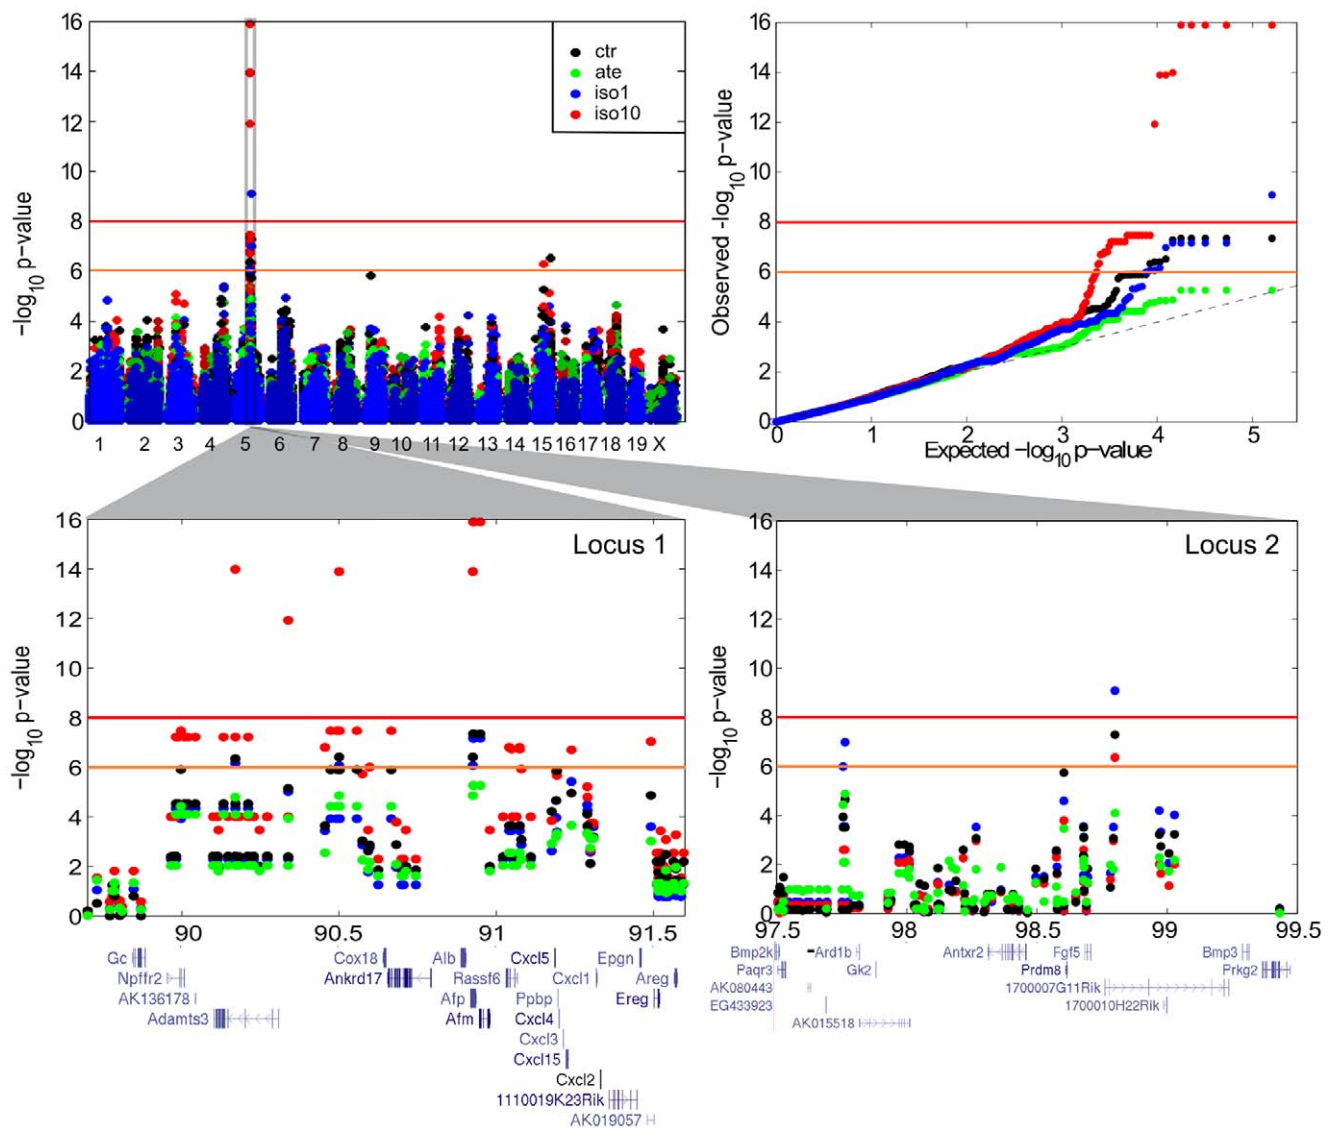 16
14
12
10
8
6
4
2
0
−log10 p−value
ctr
ate
iso1
iso10
1 2 3 4 5 6 7 8 9 10 11 12 13 14 15 16 17 18 19 X
16
14
12
10
8
6
4
2
0
Observed -log10 p−value
0 1 2 3 4 5
Expected −log10 p−value
16
14
12
10
8
6
4
2
0
−log10 p−value
Locus 1
90 90.5 91 91.5
Gc Cox18 Alb Cxcl5 Epgn
Npffr2 Ankrd17 Rassf6 Cxcl1 Areg
AK136178 Afp Ppbp Ereg
Adamts3 Afm Cxcl4
Cxcl3
Cxcl15
Cxcl2
1110019K23Rik
AK019057
16
14
12
10
8
6
4
2
0
−log10 p−value
Locus 2
97.5 98 98.5 99 99.5
Bmp2k Ard1b Antxr2 Fgf5 Bmp3
Paqr3 Gk2 Prdm8 Prkg2
AK080443 1700007G11Rik
EG433923 1700010H22Rik
AK015518